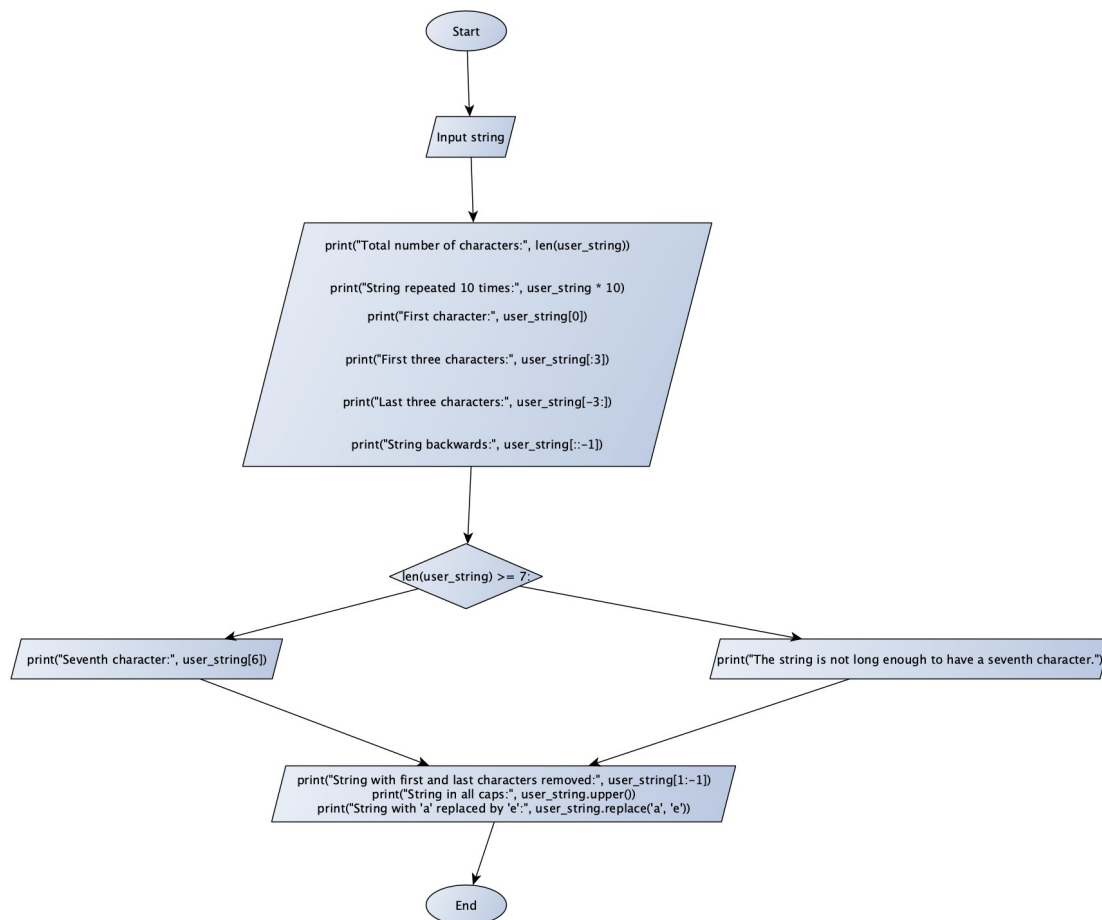 Start
Input string
print("Total number of characters:", len(user_string))
print("String repeated 10 times:", user_string * 10)
print("First character:", user_string[0])
print("First three characters:", user_string[:3])
print("Last three characters:", user_string[-3:])
print("String backwards:", user_string[::-1])
len(user_string) >= 7:
print("Seventh character:", user_string[6])
print("The string is not long enough to have a seventh character.")
print("String with first and last characters removed:", user_string[1:-1])
print("String in all caps:", user_string.upper())
print("String with 'a' replaced by 'e':", user_string.replace('a', 'e'))
End